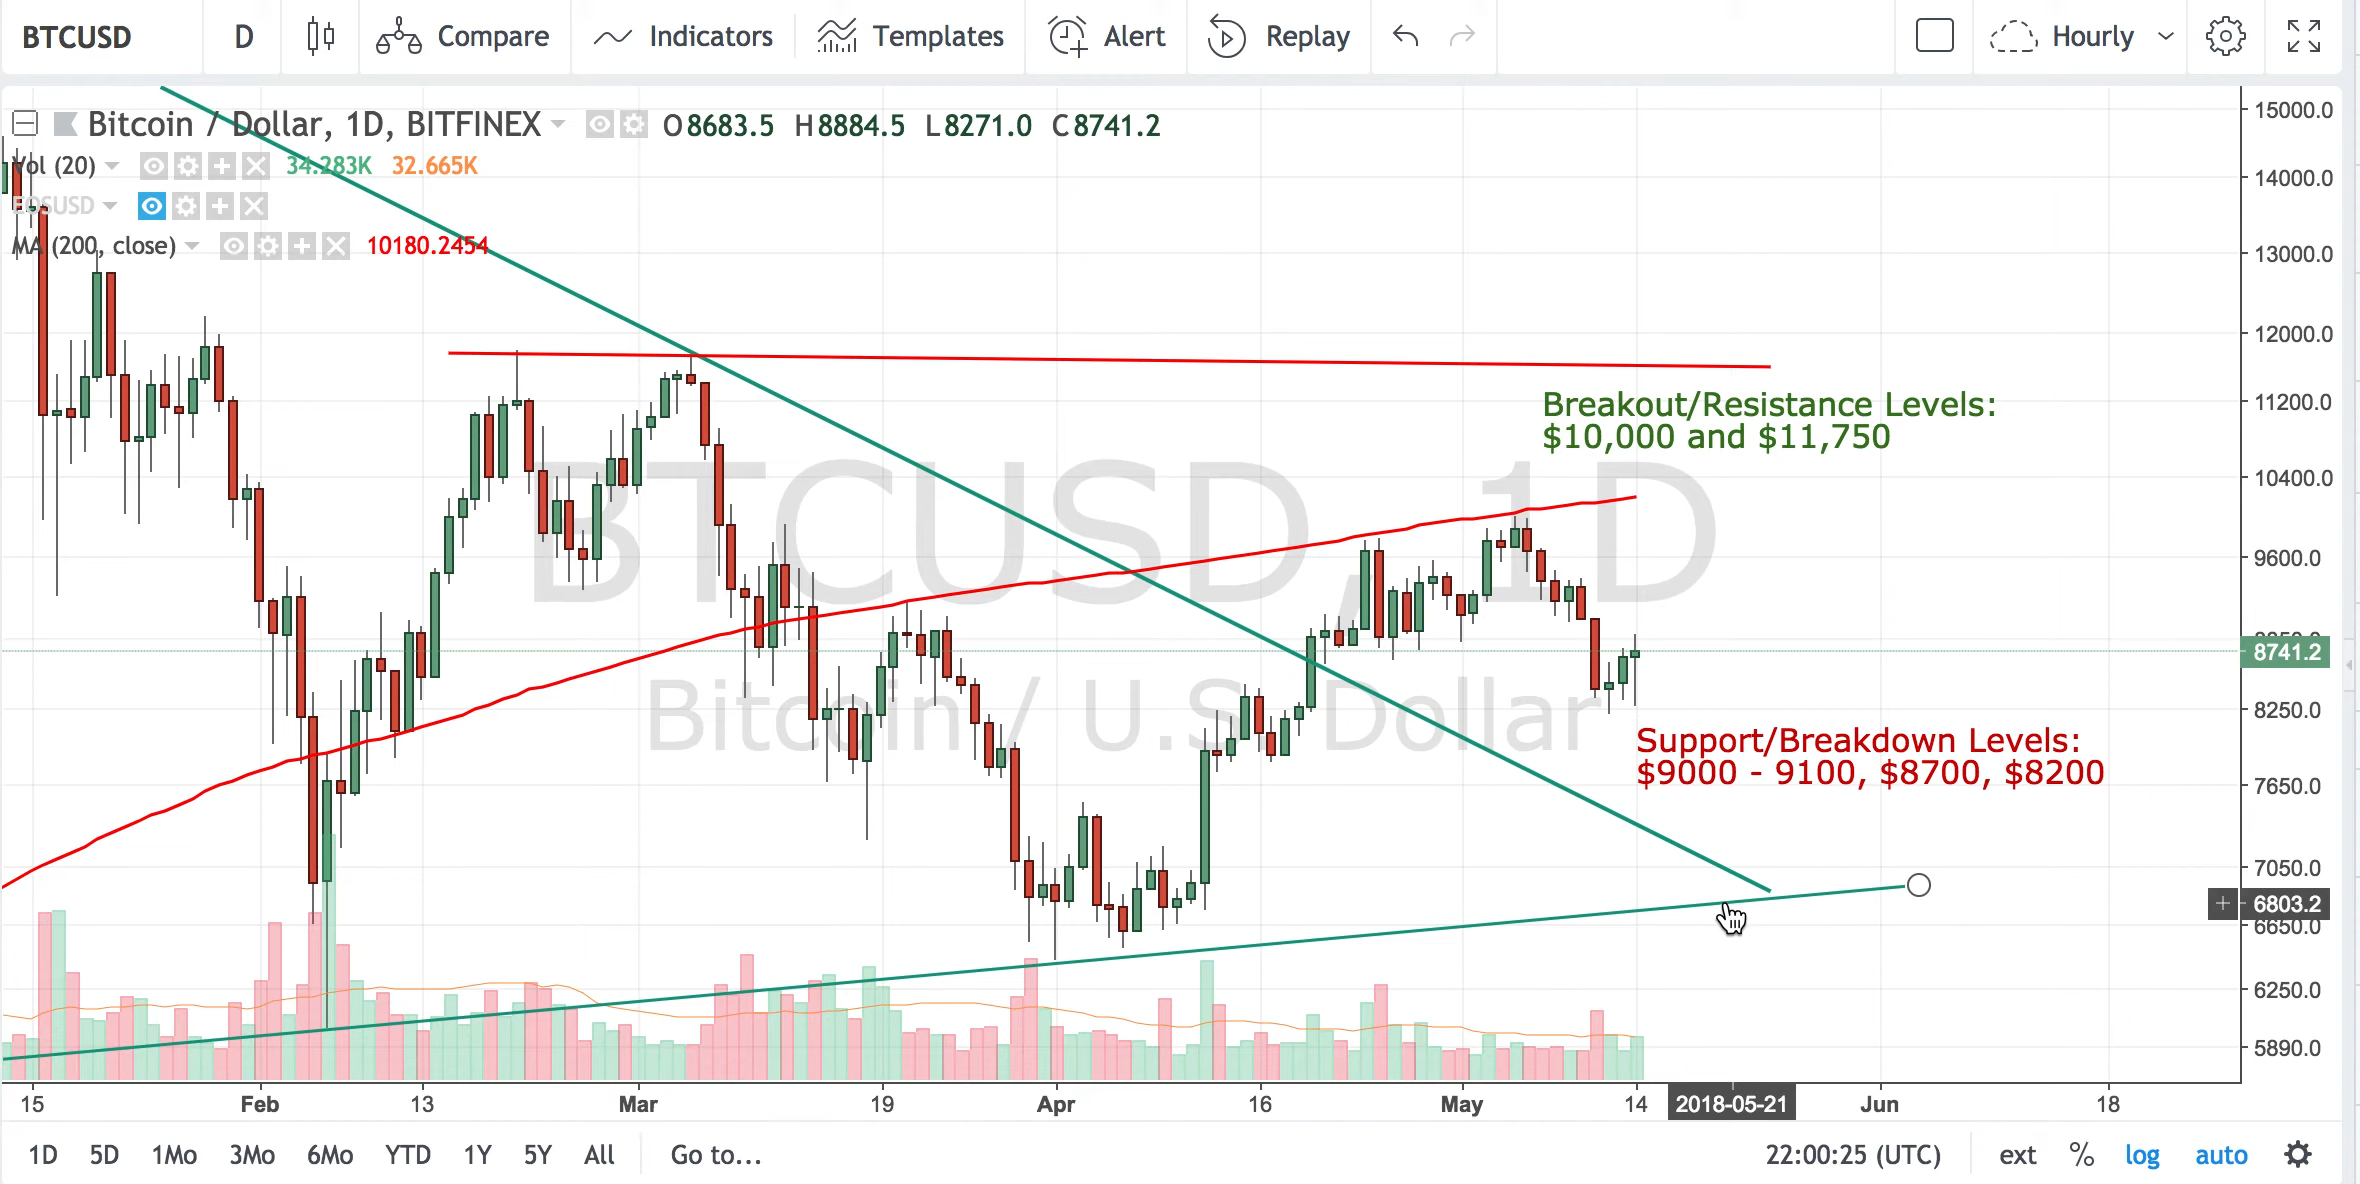 BTCUSD D Compare Indicators Templates Alert Replay Hourly
Bitcoin / Dollar, 1D, BITFINEX O 8683.5 H 8884.5 L 8271.0 C 8741.2
Vol (20) 34.283K 32.665K
EOSUSD
MA (200, close) 10180.2454
15000.0
14000.0
13000.0
12000.0
11200.0
10400.0
9600.0
8741.2
8250.0
7650.0
7050.0
6803.2
6650.0
6250.0
5890.0
Breakout/Resistance Levels:
$10,000 and $11,750
BTCUSD, 1D
Bitcoin / U.S. Dollar
Support/Breakdown Levels:
$9000 - 9100, $8700, $8200
15 Feb 13 Mar 19 Apr 16 May 14 2018-05-21 Jun 18
1D 5D 1Mo 3Mo 6Mo YTD 1Y 5Y All Go to... 22:00:25 (UTC) ext % log auto